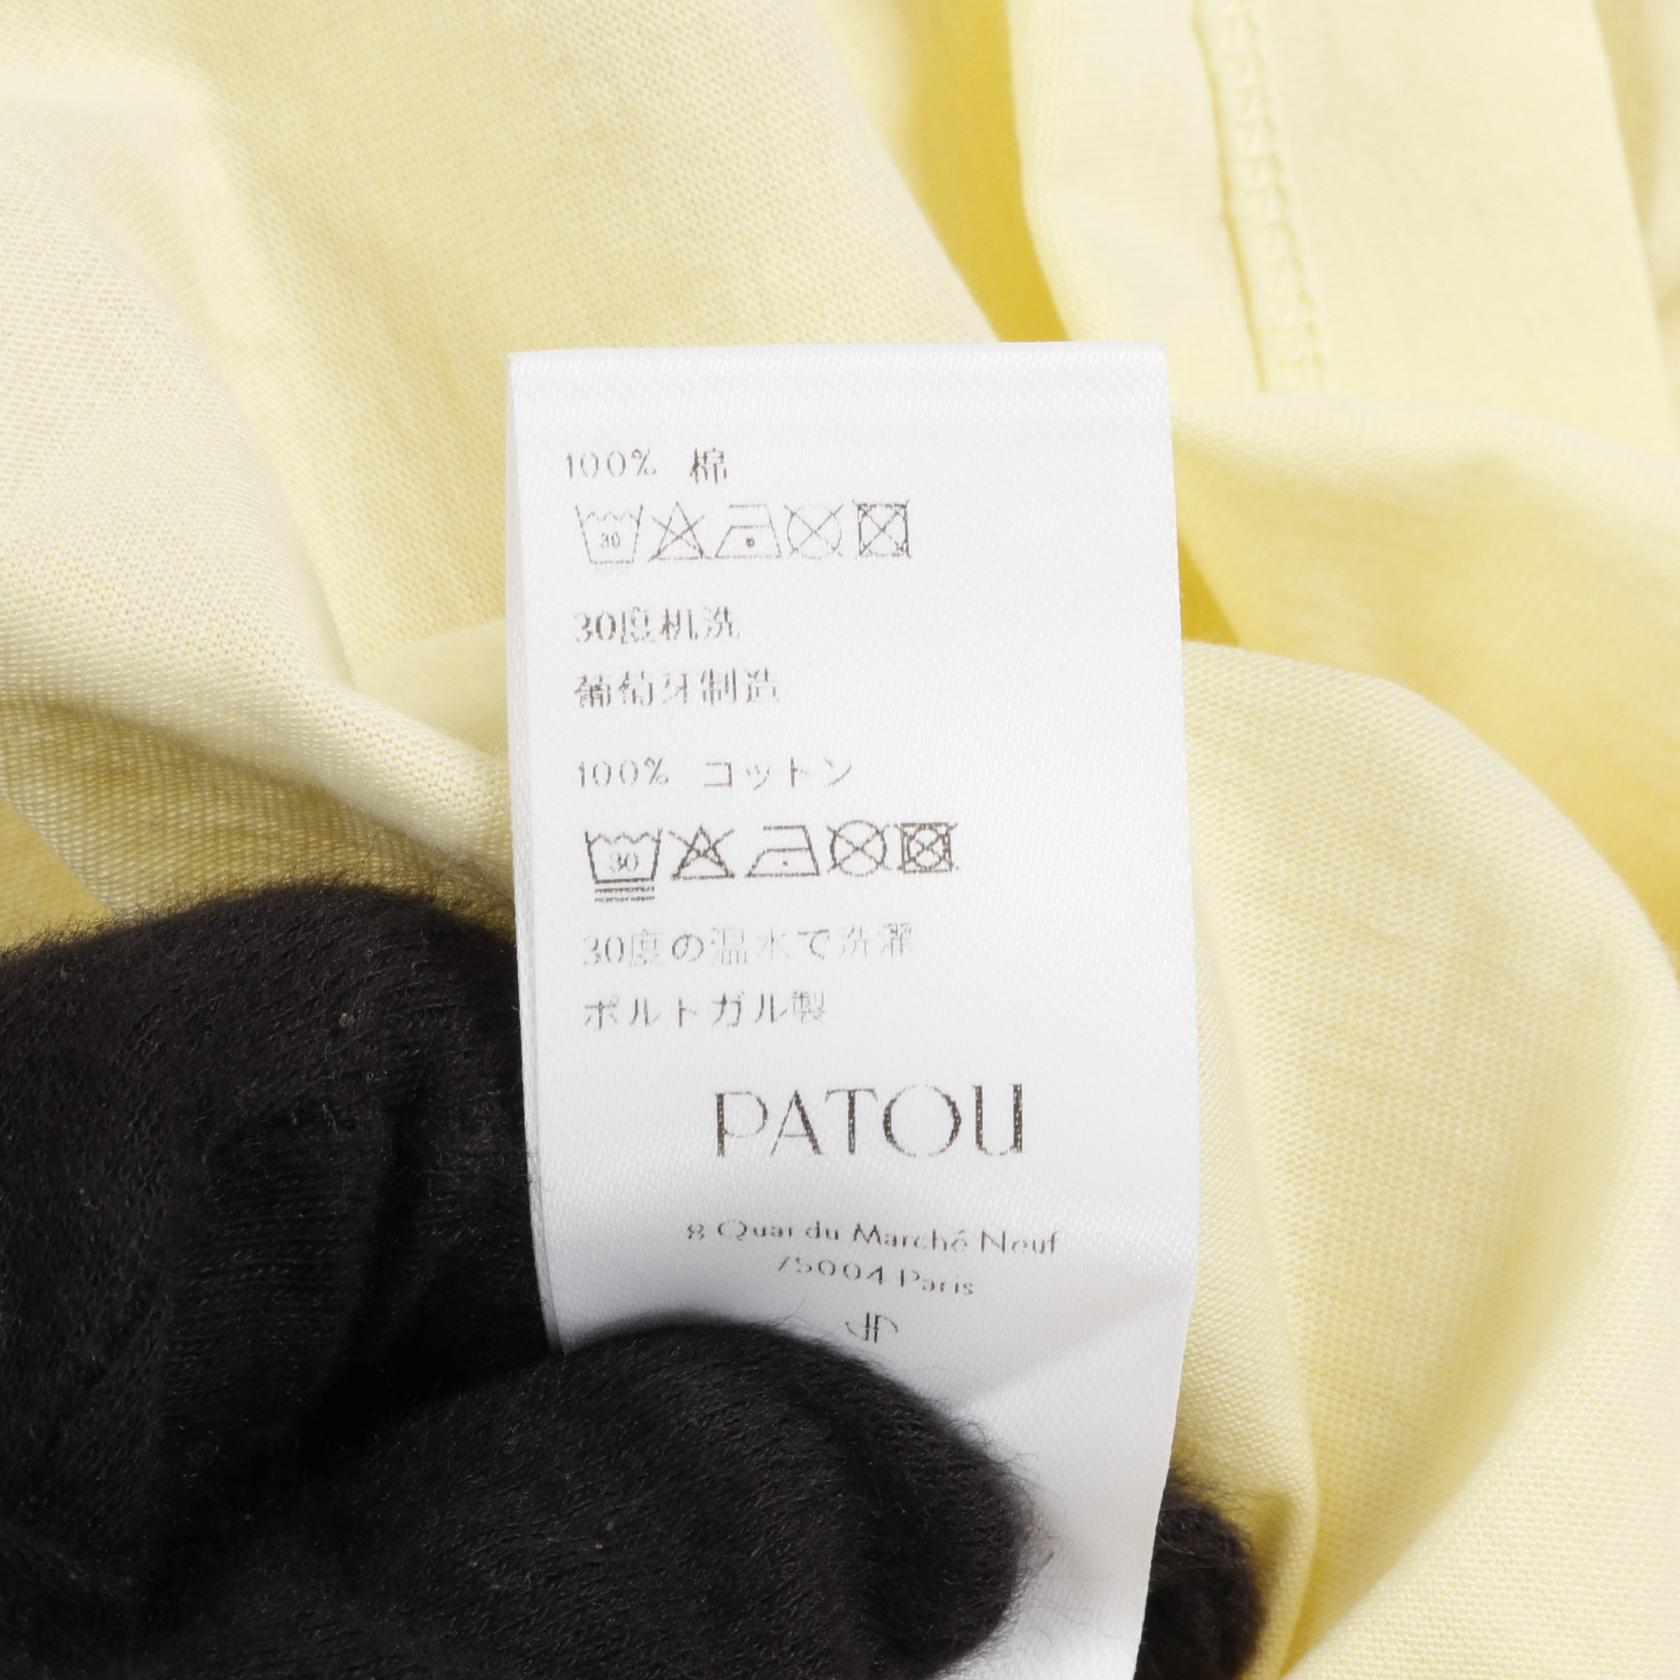 100% 棉
30
30度机洗
葡萄牙制造
100% コットン
30
30度の温水で洗濯
ポルトガル製
PATOU
8 Quai du Marché Neuf
75004 Paris
JP